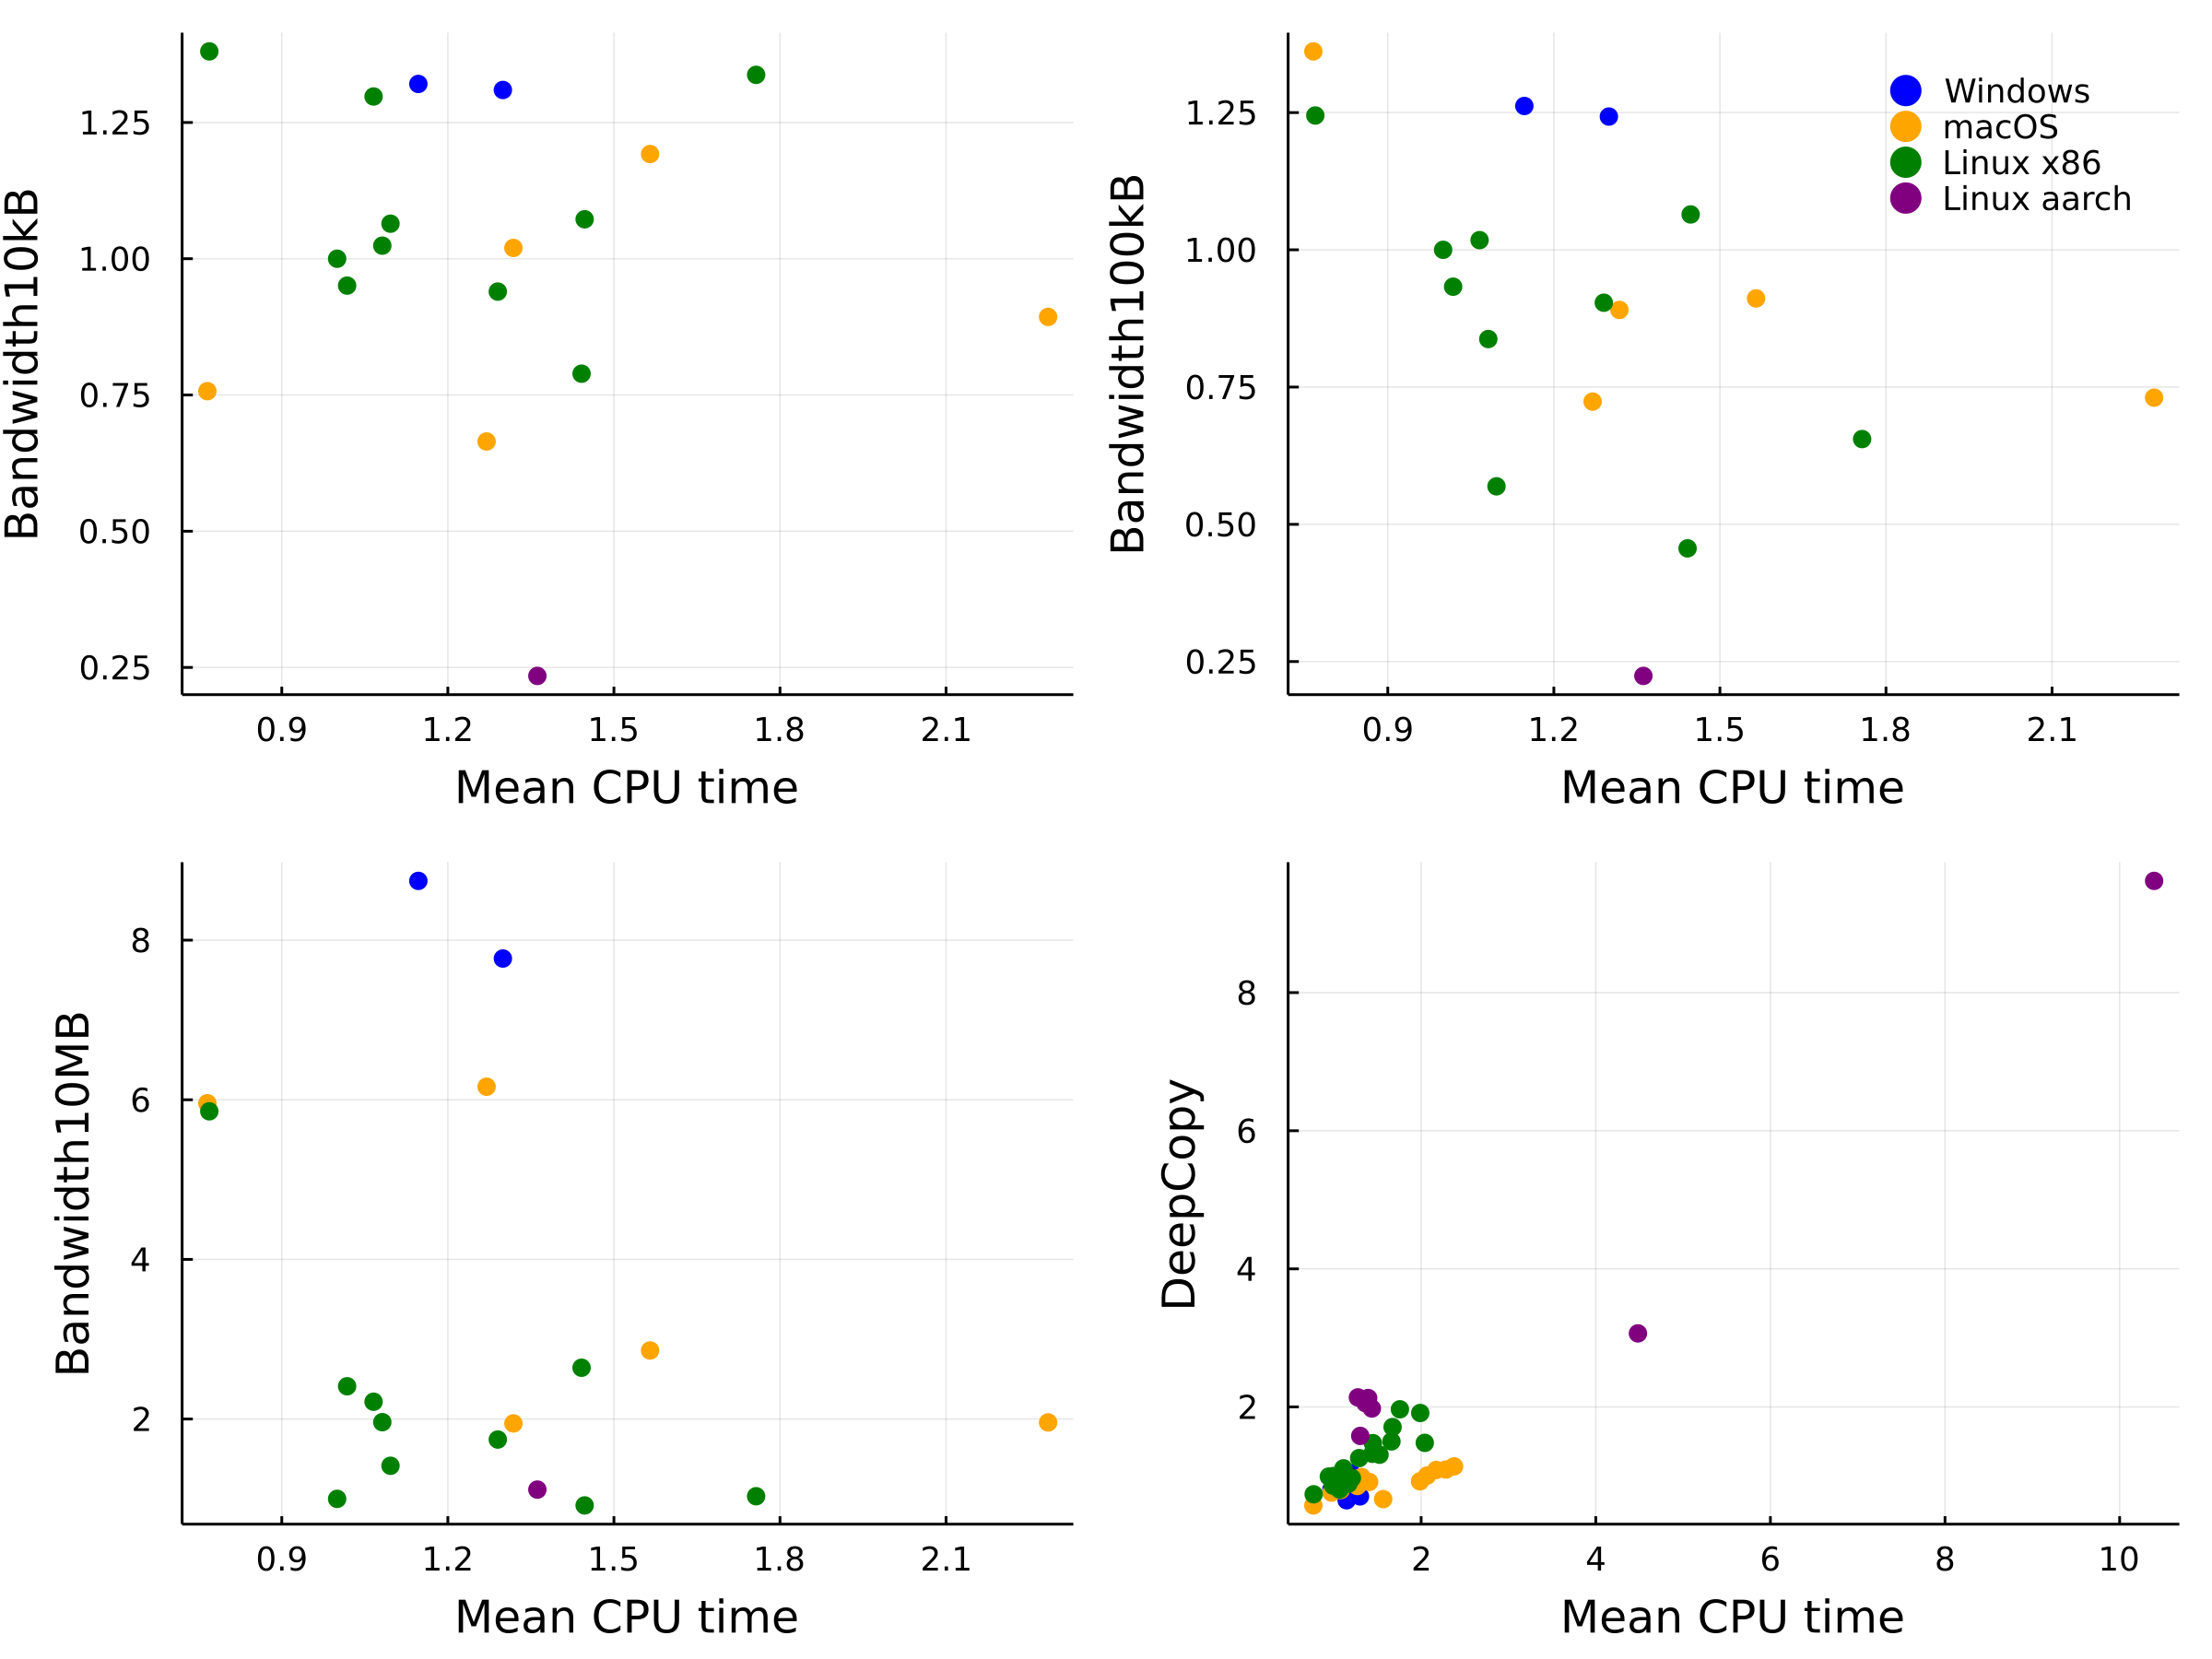 Bandwidth10kB
1.25
1.00
0.75
0.50
0.25
0.9 1.2 1.5 1.8 2.1
Mean CPU time
Bandwidth100kB
1.25
1.00
0.75
0.50
0.25
0.9 1.2 1.5 1.8 2.1
Mean CPU time
Windows
macOS
Linux x86
Linux aarch
Bandwidth10MB
8
6
4
2
0.9 1.2 1.5 1.8 2.1
Mean CPU time
DeepCopy
8
6
4
2
2 4 6 8 10
Mean CPU time